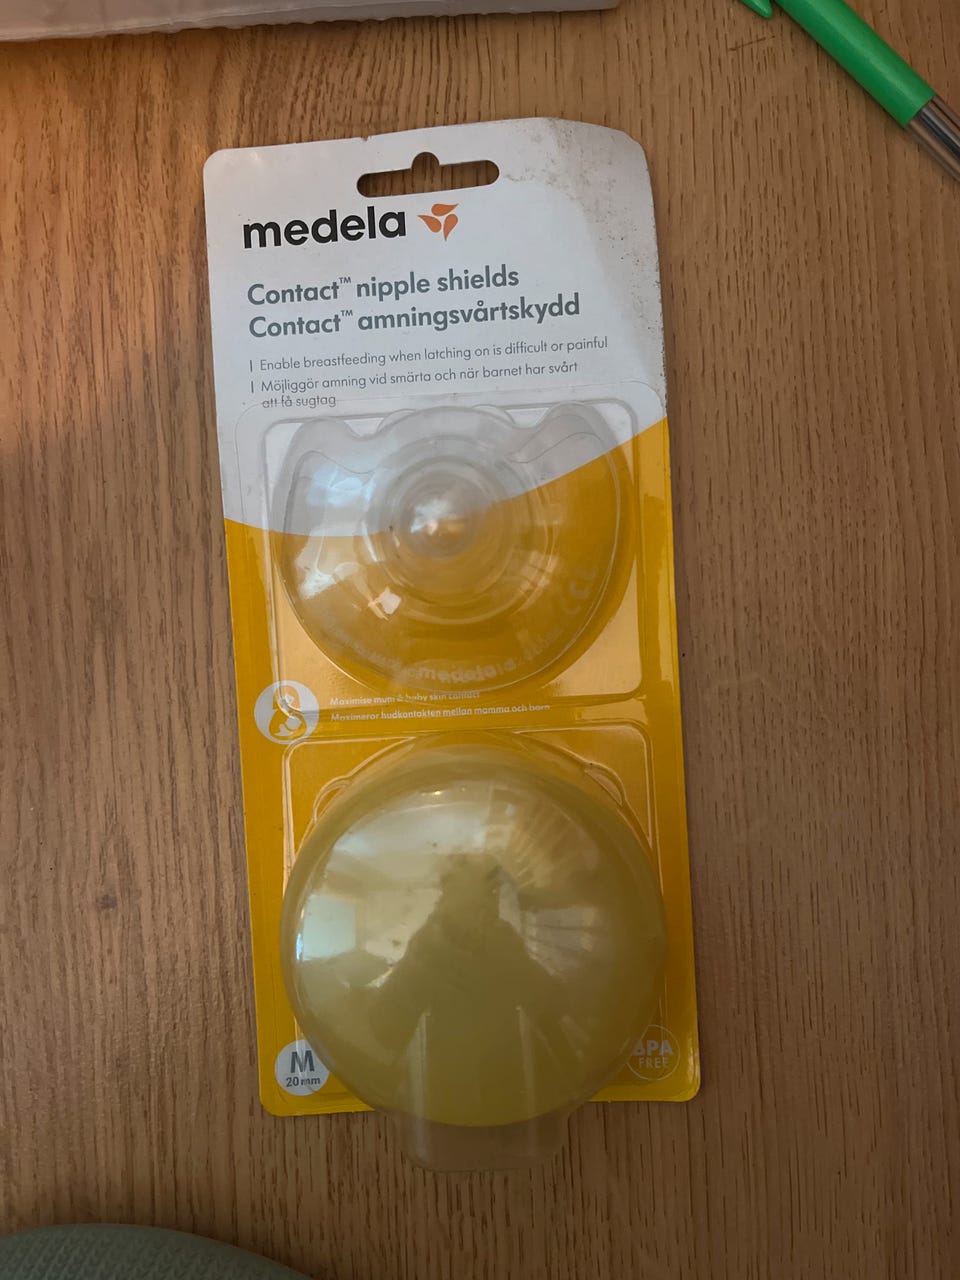 medela
Contact™ nipple shields
Contact™ amningsvårtskydd
| Enable breastfeeding when latching on is difficult or painful
| Möjliggör amning vid smärta och när barnet har svårt
att få sugtag
medela
Maximise mum & baby skin contact
Maximerar hudkontakten mellan mamma och barn
M
20 mm
BPA
FREE